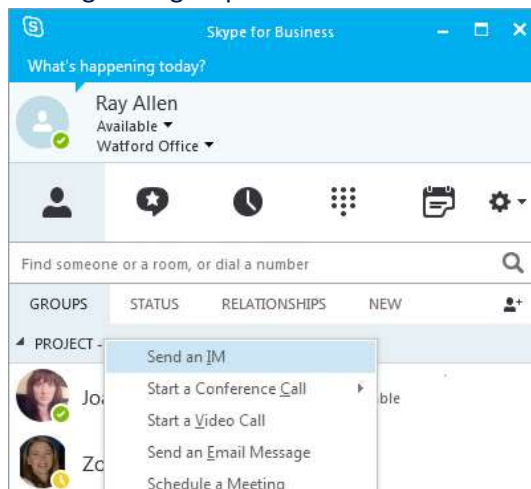 Skype for Business
What's happening today?
Ray Allen
Available
Watford Office
Find someone or a room, or dial a number
GROUPS STATUS RELATIONSHIPS NEW
PROJECT -
Send an IM
Start a Conference Call
Start a Video Call
Send an Email Message
Schedule a Meeting